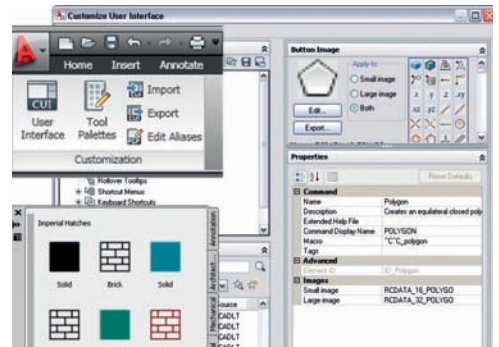 Customize User Interface
Home Insert Annotate
CUI
User Interface
Tool Palettes
Import
Export
Edit Aliases
Customization
Rollover Tooltips
Shortcut Menus
Keyboard Shortcuts
Imperial Hatches
Solid Brick Solid
Annotation
Architect...
Mechanical
ource
CADLT
CADLT
CADLT
CADLT
Button Image
Apply to:
Small image
Large image
Both
Edit...
Export...
Properties
Reset Defaults
Command
Name Polygon
Description Creates an equilateral closed poly
Extended Help File
Command Display Name POLYGON
Macro ^C^C_polygon
Tags
Advanced
Element ID ID_Polygon
Images
Small image RCDATA_16_POLYGO
Large image RCDATA_32_POLYGO